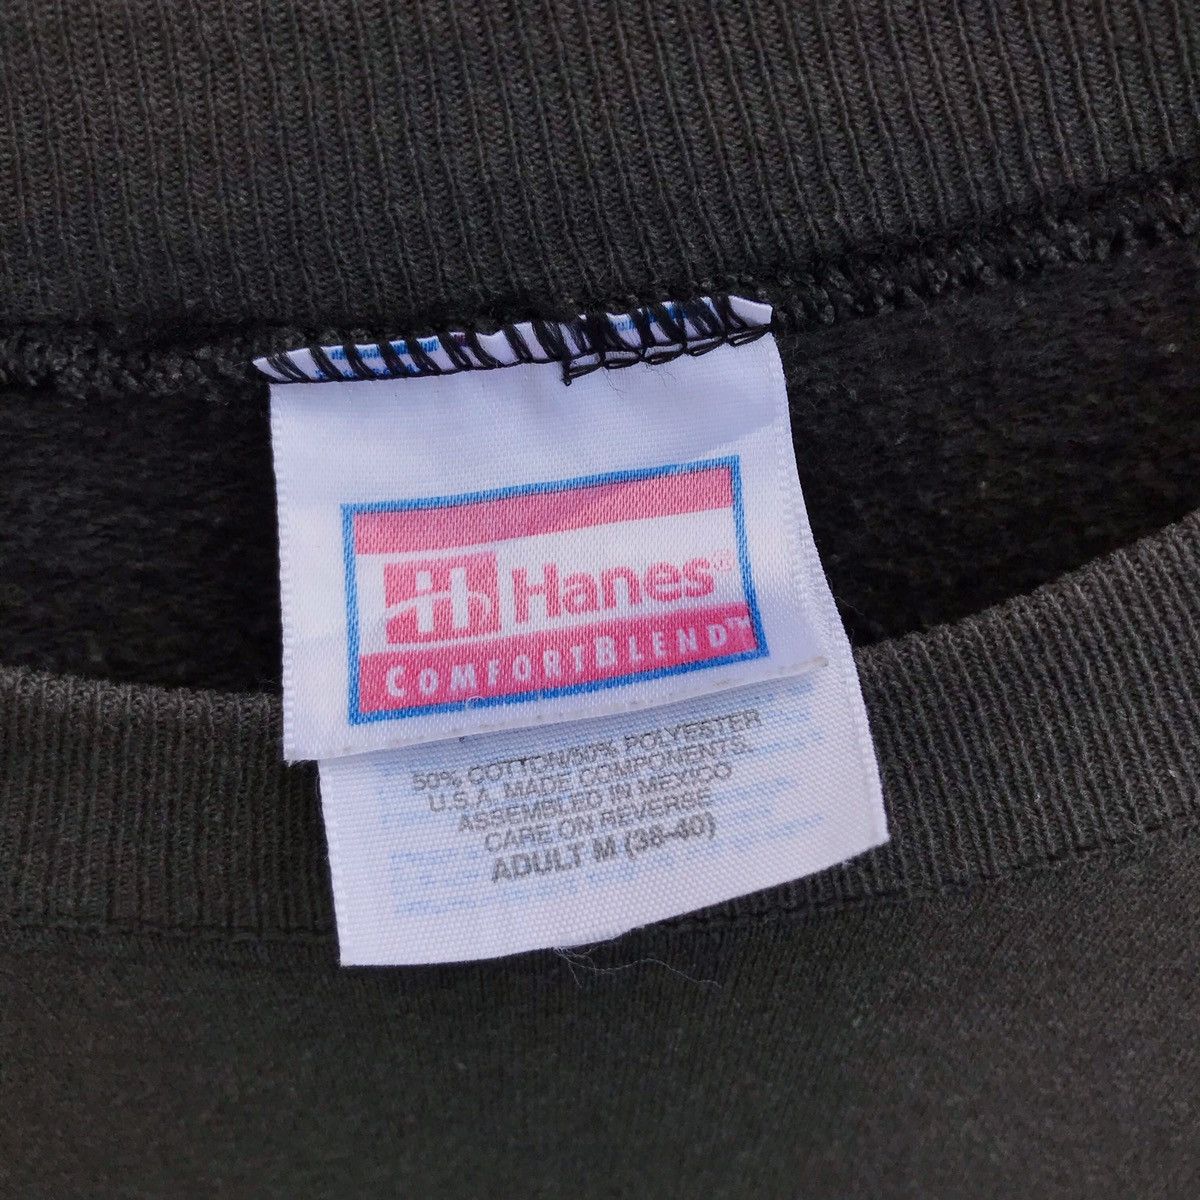 Hanes®
COMFORTBLEND™
50% COTTON/50% POLYESTER
U.S.A. MADE COMPONENTS.
ASSEMBLED IN MEXICO
CARE ON REVERSE
ADULT M (38-40)